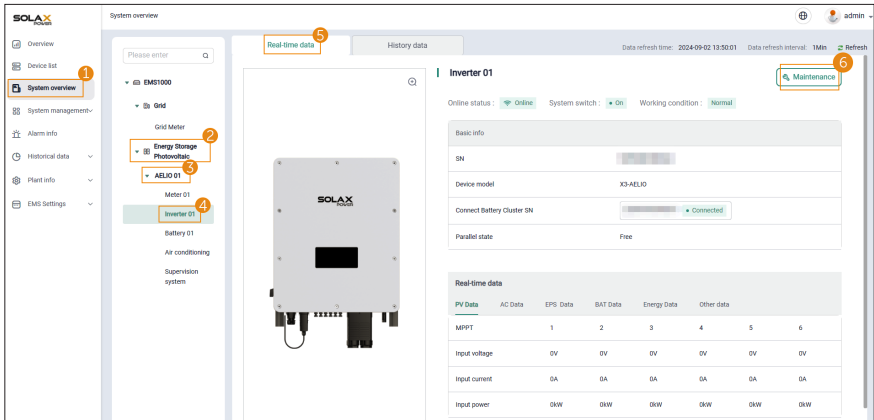 SOLAX
POWER
System overview
admin
Overview
Device list
1
System overview
System management
Alarm info
Historical data
Plant info
EMS Settings
Please enter
EMS1000
Grid
Grid Meter
2
Energy Storage
Photovoltaic
3
AELIO 01
Meter 01
4
Inverter 01
Battery 01
Air conditioning
Supervision
system
5
Real-time data
History data
Data refresh time: 2024-09-02 13:50:01 Data refresh interval: 1Min Refresh
SOLAX
POWER
Inverter 01
6
Maintenance
Online status : Online System switch : On Working condition : Normal
Basic info
SN
Device model X3-AELIO
Connect Battery Cluster SN Connected
Parallel state Free
Real-time data
PV Data AC Data EPS Data BAT Data Energy Data Other data
MPPT 1 2 3 4 5 6
Input voltage 0V 0V 0V 0V 0V 0V
Input current 0A 0A 0A 0A 0A 0A
Input power 0kW 0kW 0kW 0kW 0kW 0kW